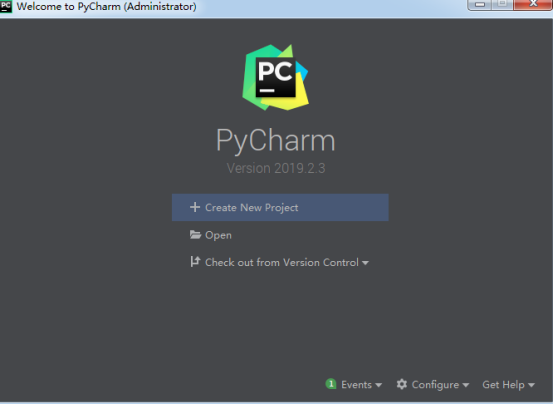 PC Welcome to PyCharm (Administrator)
PC
PyCharm
Version 2019.2.3
Create New Project
Open
Check out from Version Control
1 Events Configure Get Help